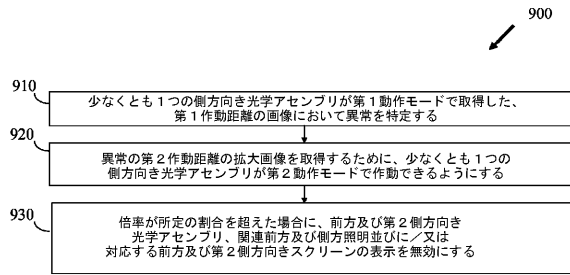 900
910
少なくとも1つの側方向き光学アセンブリが第1動作モードで取得した、
第1作動距離の画像において異常を特定する
920
異常の第2作動距離の拡大画像を取得するために、少なくとも1つの
側方向き光学アセンブリが第2動作モードで作動できるようにする
930
倍率が所定の割合を超えた場合に、前方及び第2側方向き
光学アセンブリ、関連前方及び側方照明並びに/又は
対応する前方及び第2側方向きスクリーンの表示を無効にする